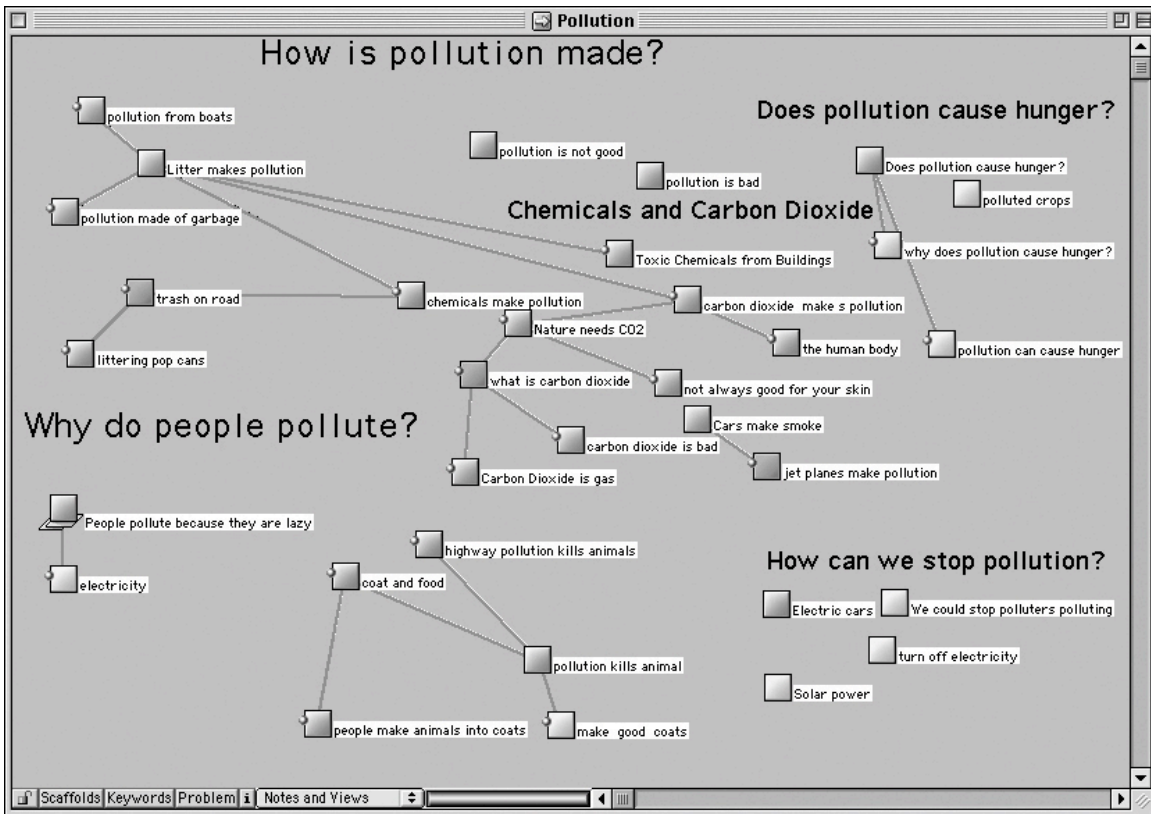 Pollution
How is pollution made?
pollution from boats
Does pollution cause hunger?
pollution is not good
Litter makes pollution
Does pollution cause hunger?
pollution is bad
polluted crops
pollution made of garbage
Chemicals and Carbon Dioxide
why does pollution cause hunger?
Toxic Chemicals from Buildings
trash on road
chemicals make pollution
carbon dioxide make s pollution
Nature needs CO2
the human body
pollution can cause hunger
littering pop cans
what is carbon dioxide
not always good for your skin
Why do people pollute?
Cars make smoke
carbon dioxide is bad
Carbon Dioxide is gas
jet planes make pollution
People pollute because they are lazy
highway pollution kills animals
How can we stop pollution?
electricity
coat and food
Electric cars
We could stop polluters polluting
turn off electricity
pollution kills animal
Solar power
people make animals into coats
make good coats
Scaffolds Keywords Problem i Notes and Views